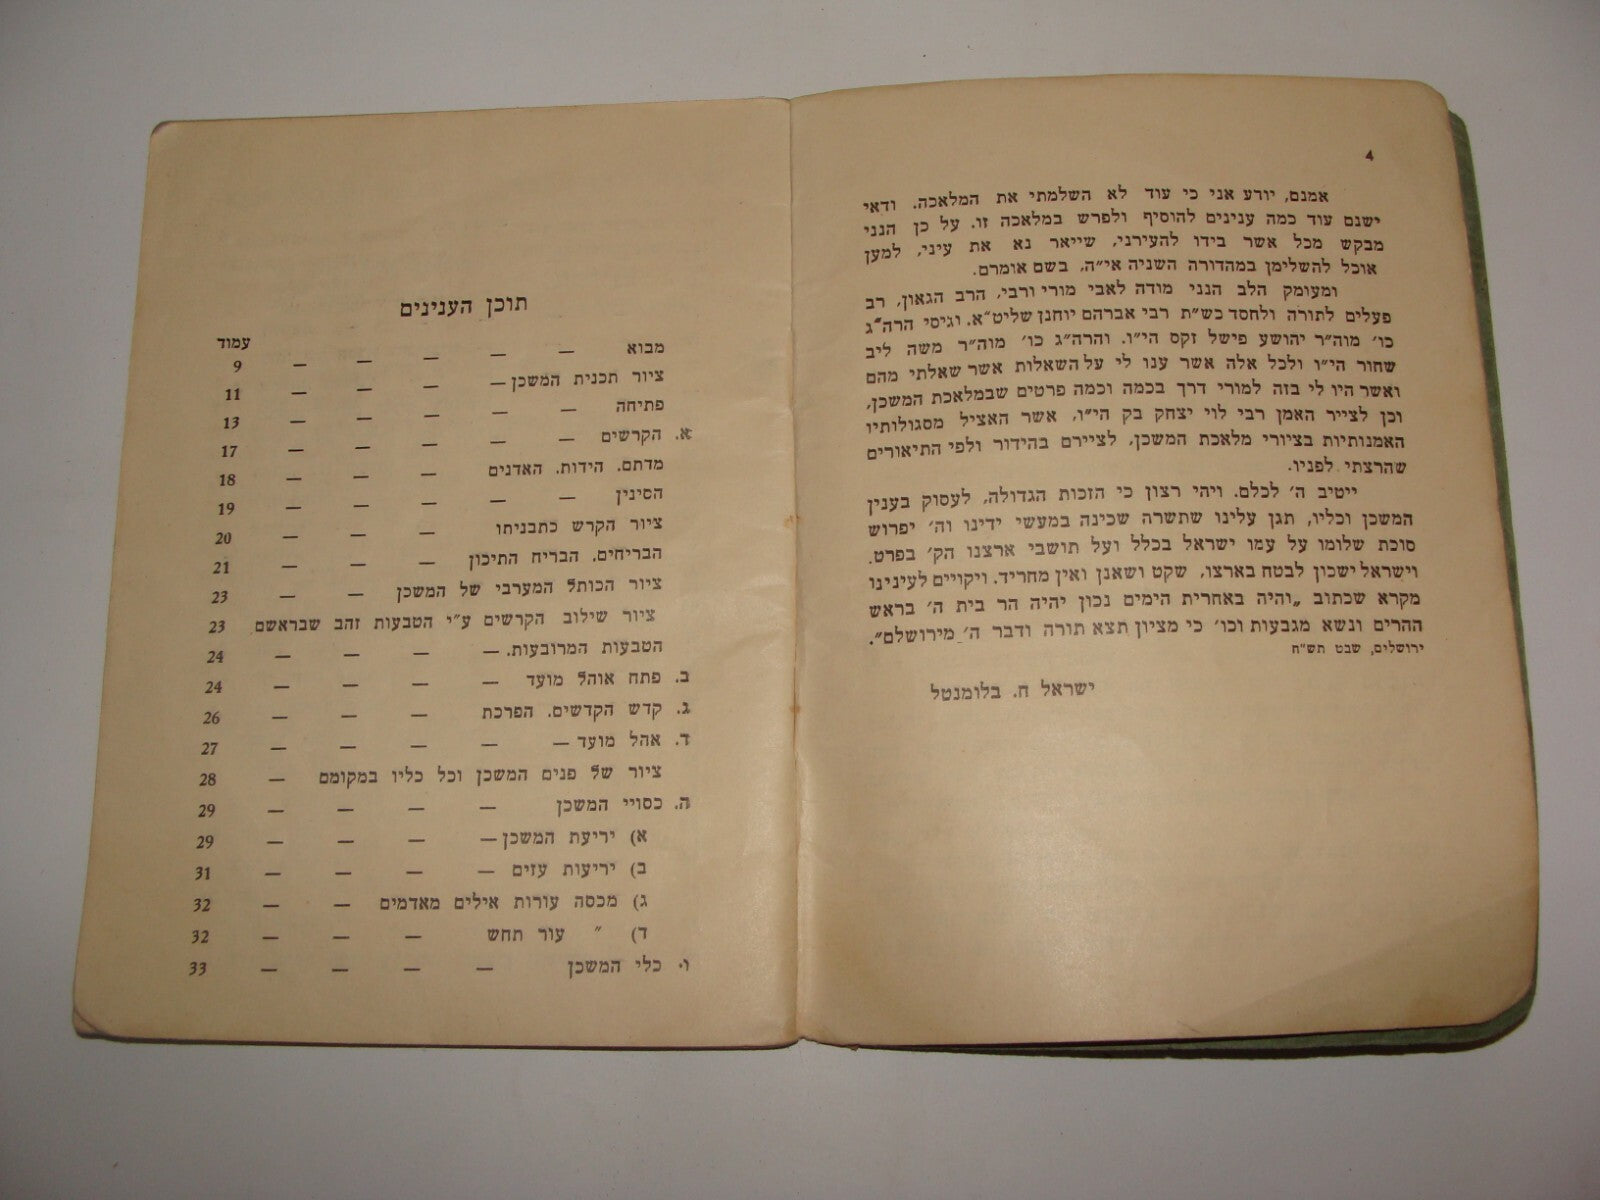 4
אמנם, יודע אני כי עוד לא השלמתי את המלאכה. ודאי
ישנם עוד כמה ענינים להוסיף ולפרש במלאכה זו. על כן הנני
מבקש מכל אשר בידו להעירני, שייאר נא את עיני, למען
אוכל להשלימן במהדורה השניה אי״ה, בשם אומרם.
ומעומק הלב הנני מודה לאבי מורי ורבי, הרב הגאון, רב
פעלים לתורה ולחסד כש״ת רבי אברהם יוחנן שליט״א. וגיסי הרה״ג
כו׳ מוה״ר יהושע פישל זקס הי״ו. והרה״ג כו׳ מוה״ר משה ליב
שחור הי״ו ולכל אלה אשר ענו לי על השאלות אשר שאלתי מהם
ואשר היו לי בזה למורי דרך בכמה וכמה פרטים שבמלאכת המשכן,
וכן לצייר האמן רבי לוי יצחק בק הי״ו, אשר האציל מסגולותיו
האמנותיות בציורי מלאכת המשכן, לציירם בהידור ולפי התיאורים
שהרצתי לפניו.
ייטיב ה׳ לכלם. ויהי רצון כי הזכות הגדולה, לעסוק בענין
המשכן וכליו, תגן עלינו שתשרה שכינה במעשי ידינו וה׳ יפרוש
סוכת שלומו על עמו ישראל בכלל ועל תושבי ארצנו הק׳ בפרט.
וישראל ישכון לבטח בארצו, שקט ושאנן ואין מחריד. ויקויים לעינינו
מקרא שכתוב „והיה באחרית הימים נכון יהיה הר בית ה׳ בראש
ההרים ונשא מגבעות וכו׳ כי מציון תצא תורה ודבר ה׳ מירושלם״.
ירושלים, שבט תש״ח
ישראל ח. בלומנטל
תוכן הענינים
עמוד
מבוא — — — — — 9
ציור תכנית המשכן — — — — 11
פתיחה — — — — — 13
א. הקרשים — — — — — 17
מדתם. הידות. האדנים — — — 18
הסינין — — — — — 19
ציור הקרש כתבניתו — — — 20
הבריחים. הבריח התיכון — — — 21
ציור הכותל המערבי של המשכן — — 23
ציור שילוב הקרשים ע״י הטבעות זהב שבראשם 23
הטבעות המרובעות. — — — — 24
ב. פתח אוהל מועד — — — — 24
ג. קדש הקדשים. הפרכת — — — 26
ד. אהל מועד — — — — — 27
ציור של פנים המשכן וכל כליו במקומם — 28
ה. כסויי המשכן — — — — 29
א) יריעת המשכן — — — — 29
ב) יריעות עזים — — — — 31
ג) מכסה עורות אילים מאדמים — — 32
ד) ״ עור תחש — — — 32
ו. כלי המשכן — — — — 33